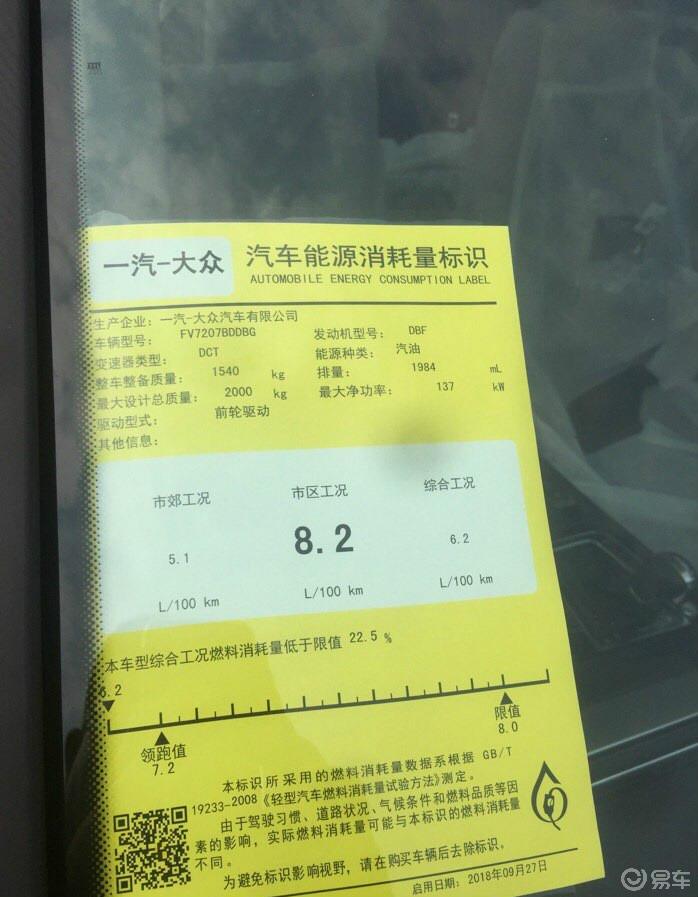 一汽-大众
汽车能源消耗量标识
AUTOMOBILE ENERGY CONSUMPTION LABEL
生产企业：一汽-大众汽车有限公司
车辆型号： FV7207BDDBG 发动机型号： DBF
变速器类型： DCT 能源种类： 汽油
整车整备质量： 1540 kg 排量： 1984 mL
最大设计总质量： 2000 kg 最大净功率： 137 kW
驱动型式： 前轮驱动
其他信息：
市郊工况 市区工况 综合工况
5.1 8.2 6.2
L/100 km L/100 km L/100 km
本车型综合工况燃料消耗量低于限值 22.5 %
6.2
领跑值 限值
7.2 8.0
本标识所采用的燃料消耗量数据系根据 GB/T
19233-2008《轻型汽车燃料消耗量试验方法》测定。
由于驾驶习惯、道路状况、气候条件和燃料品质等因
素的影响，实际燃料消耗量可能与本标识的燃料消耗量
不同。
为避免标识影响视野，请在购买车辆后去除标识。
启用日期：2018年09月27日
易车